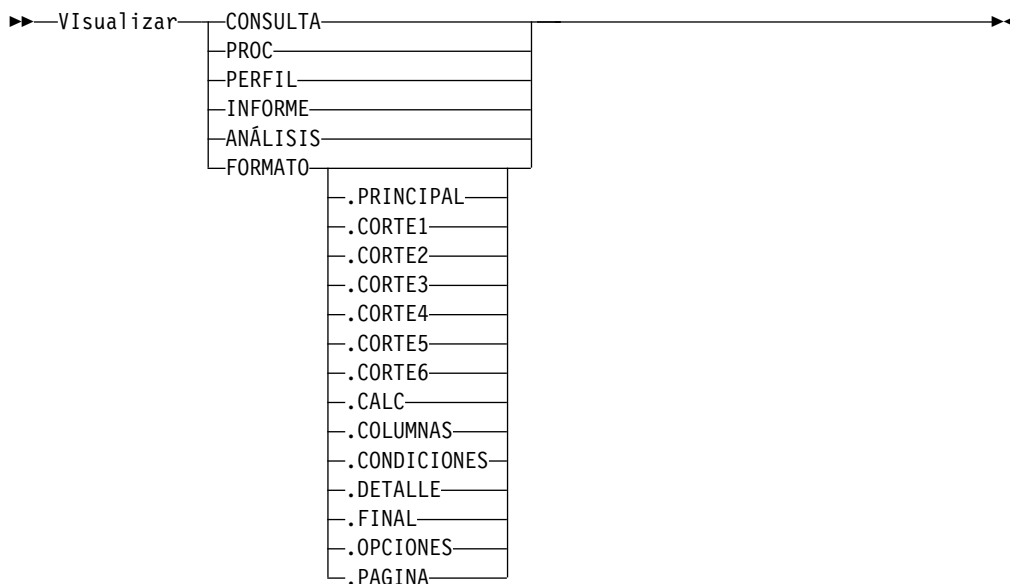 VIsualizar CONSULTA
PROC
PERFIL
INFORME
ANÁLISIS
FORMATO
.PRINCIPAL
.CORTE1
.CORTE2
.CORTE3
.CORTE4
.CORTE5
.CORTE6
.CALC
.COLUMNAS
.CONDICIONES
.DETALLE
.FINAL
.OPCIONES
.PAGINA